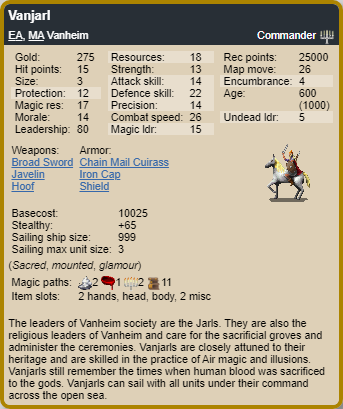 Vanjarl
EA, MA Vanheim Commander
Gold: 275 Resources: 18 Rec points: 25000
Hit points: 15 Strength: 13 Map move: 26
Size: 3 Attack skill: 14 Encumbrance: 4
Protection: 12 Defence skill: 22 Age: 600
Magic res: 17 Precision: 14 (1000)
Morale: 14 Combat speed: 26 Undead ldr: 5
Leadership: 80 Magic ldr: 15
Weapons: Armor:
Broad Sword Chain Mail Cuirass
Javelin Iron Cap
Hoof Shield
Basecost: 10025
Stealthy: +65
Sailing ship size: 999
Sailing max unit size: 3
(Sacred, mounted, glamour)
Magic paths: 2 1 2 11
Item slots: 2 hands, head, body, 2 misc
The leaders of Vanheim society are the Jarls. They are also the
religious leaders of Vanheim and care for the sacrificial groves and
administer the ceremonies. Vanjarls are closely attuned to their
heritage and are skilled in the practice of Air magic and illusions.
Vanjarls still remember the times when human blood was sacrificed
to the gods. Vanjarls can sail with all units under their command
across the open sea.